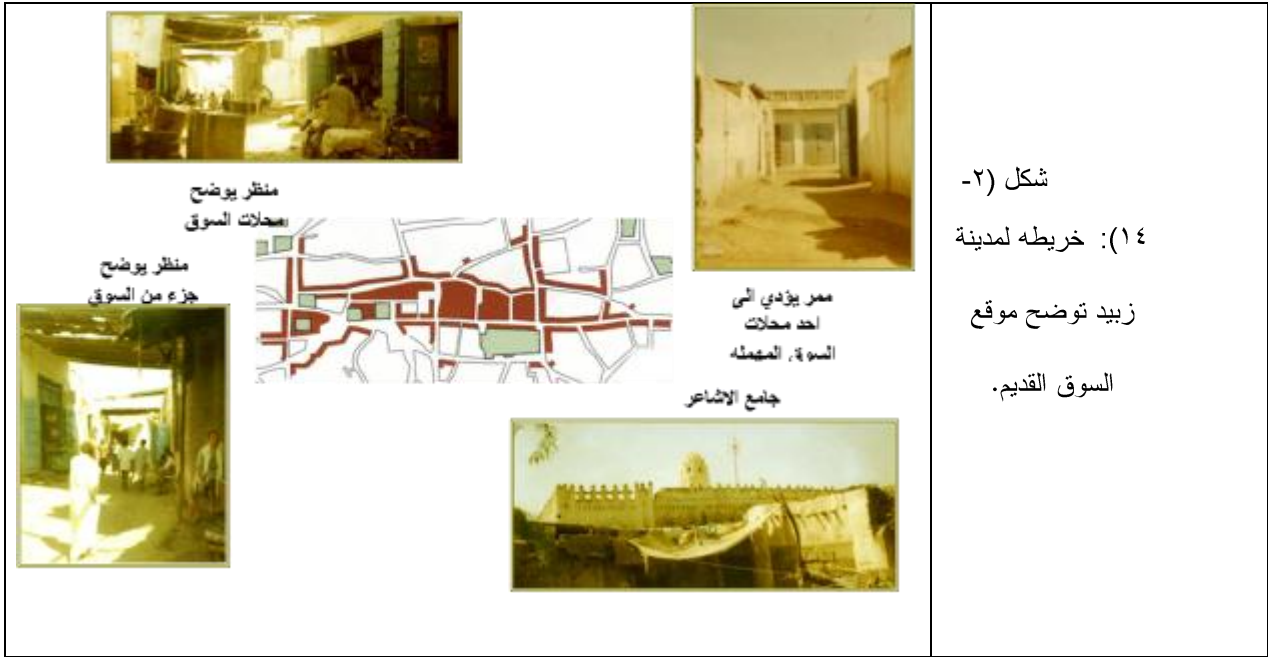 شكل (٢-
١٤): خريطه لمدينة
زبيد توضح موقع
السوق القديم.
منظر يوضح
محلات السوق
ممر يؤدي الى
احد محلات
السوق المهمله
منظر يوضح
جزء من السوق
جامع الاشاعر